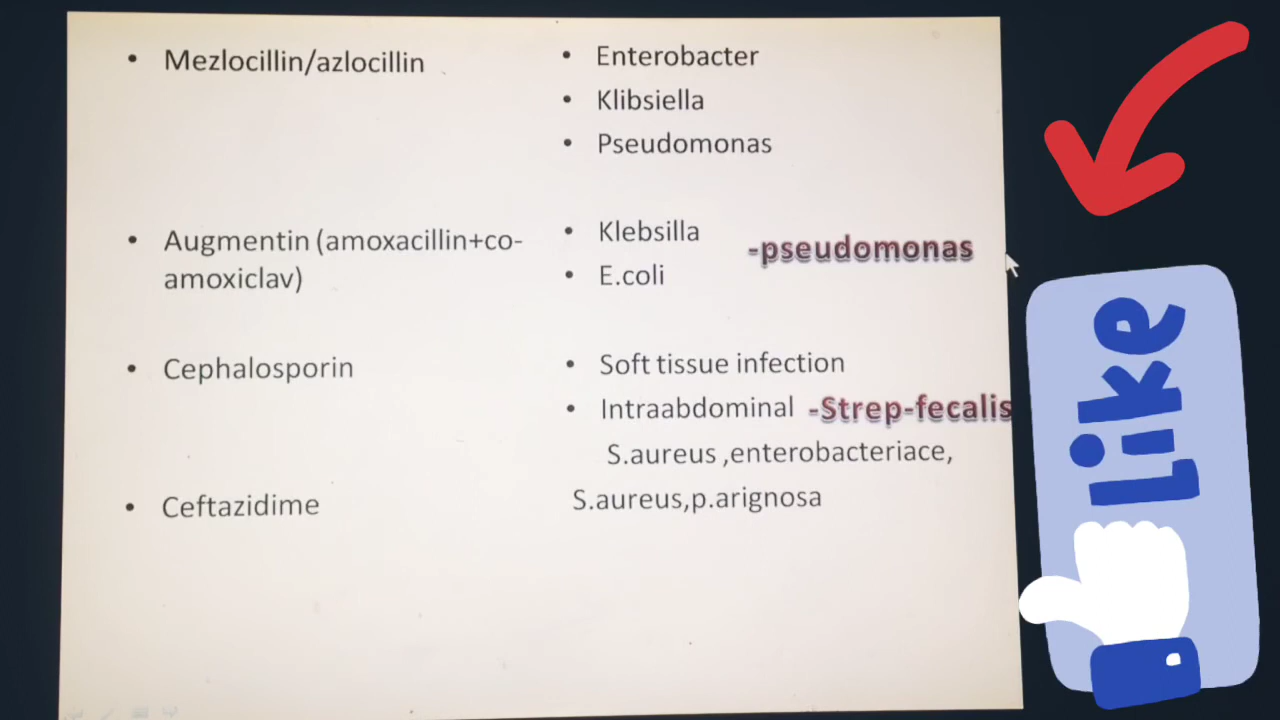 • Mezlocillin/azlocillin
• Enterobacter
• Klibsiella
• Pseudomonas
• Augmentin (amoxacillin+co-
amoxiclav)
• Klebsilla
• E.coli
-pseudomonas
• Cephalosporin
• Soft tissue infection
• Intraabdominal -Strep-fecalis
S.aureus ,enterobacteriace,
• Ceftazidime
S.aureus,p.arignosa
Like